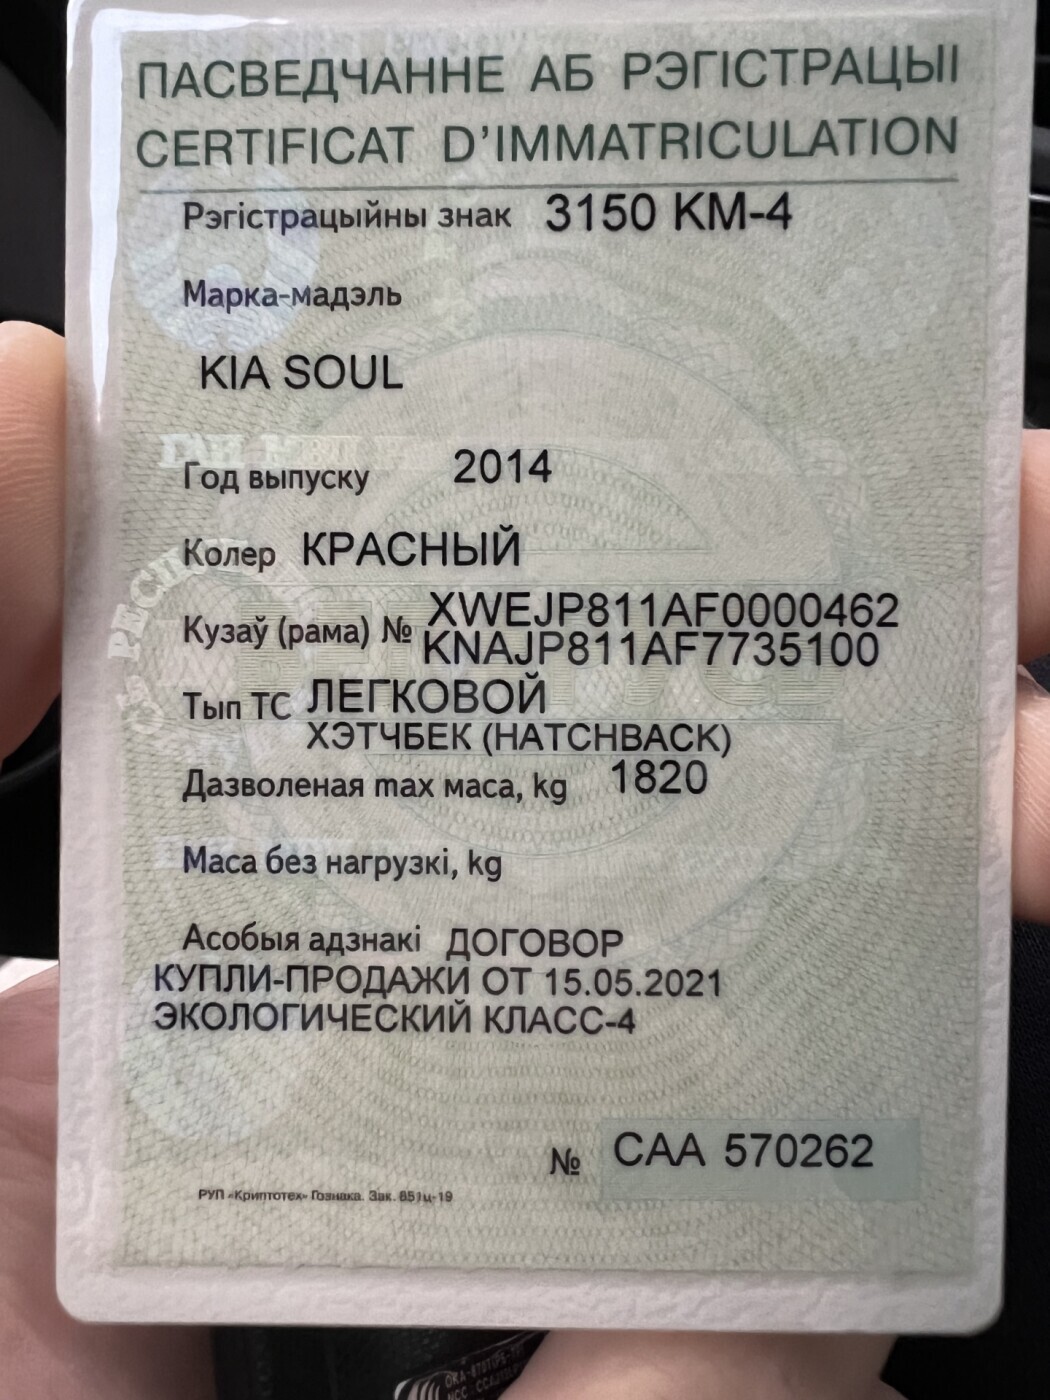 ПАСВЕДЧАННЕ АБ РЭГІСТРАЦЫІ
CERTIFICAT D'IMMATRICULATION
Рэгістрацыйны знак 3150 KM-4
Марка-мадэль
KIA SOUL
Год выпуску 2014
Колер КРАСНЫЙ
Кузаў (рама) № XWEJP811AF0000462
KNAJP811AF7735100
Тып ТС ЛЕГКОВОЙ
ХЭТЧБЕК (HATCHBACK)
Дазволеная max маса, kg 1820
Маса без нагрузкі, kg
Асобыя адзнакі ДОГОВОР
КУПЛИ-ПРОДАЖИ ОТ 15.05.2021
ЭКОЛОГИЧЕСКИЙ КЛАСС-4
№ САА 570262
РУП «Криптотех» Гознака. Зак. 851ц-19